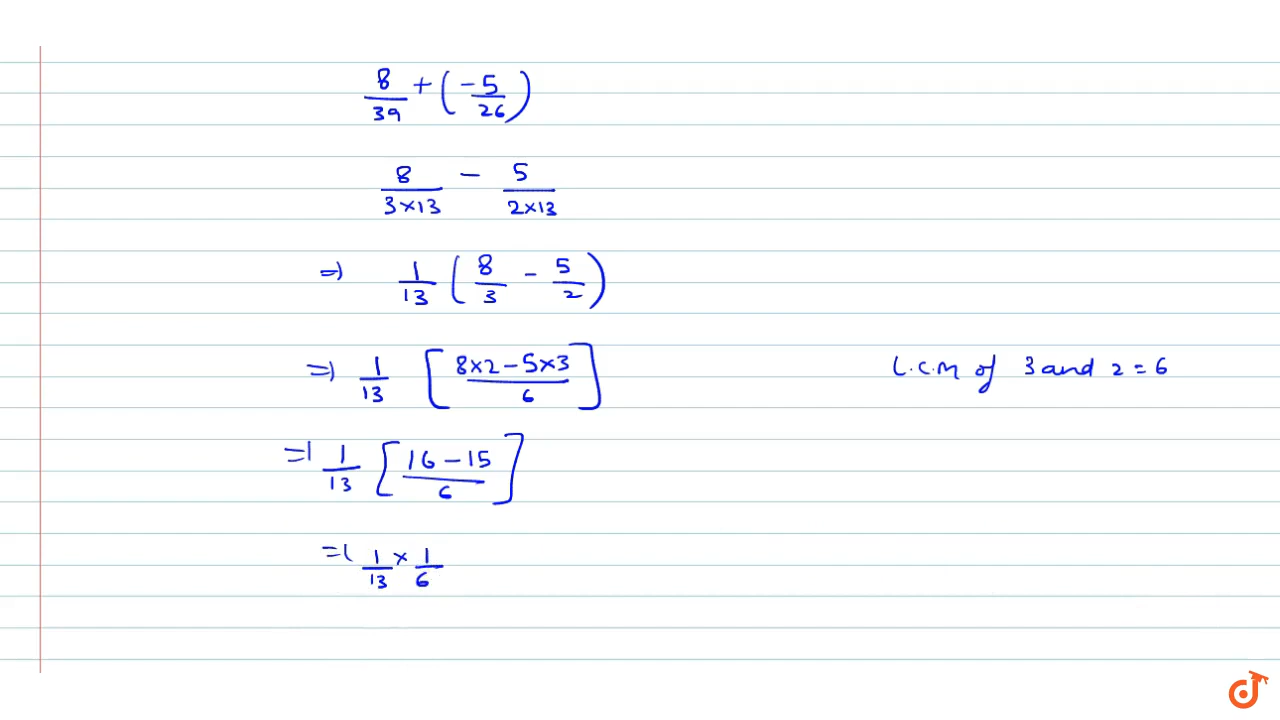 8/39 + (-5/26)
8/3×13 - 5/2×13
⇒ 1/13 (8/3 - 5/2)
⇒ 1/13 [8×2-5×3/6] L.C.M of 3 and 2 = 6
⇒ 1/13 [16-15/6]
⇒ 1/13 × 1/6